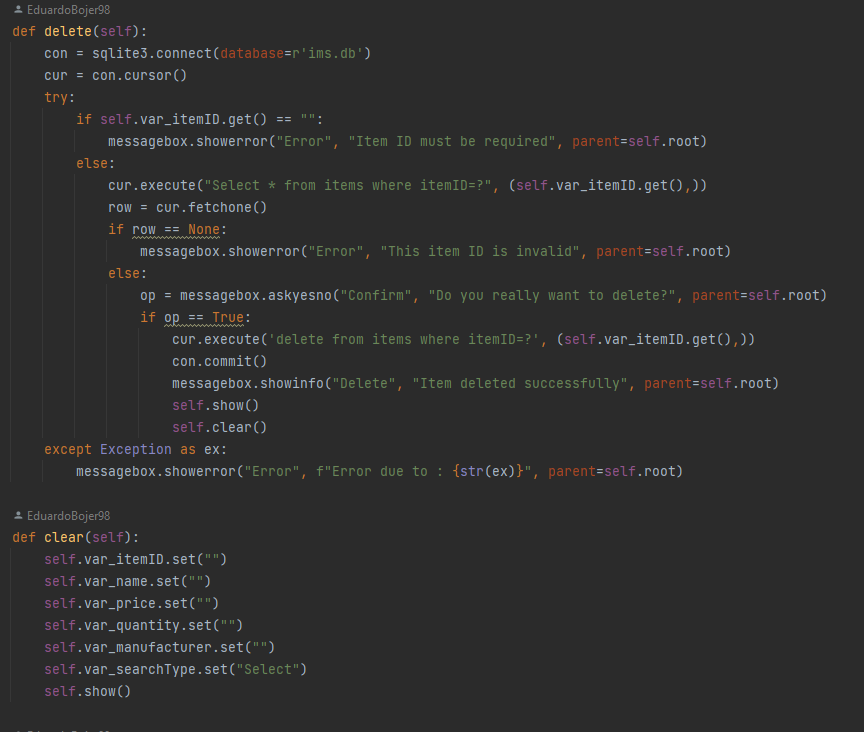 EduardoBojer98
def delete(self):
    con = sqlite3.connect(database=r'ims.db')
    cur = con.cursor()
    try:
        if self.var_itemID.get() == "":
            messagebox.showerror("Error", "Item ID must be required", parent=self.root)
        else:
            cur.execute("Select * from items where itemID=?", (self.var_itemID.get(),))
            row = cur.fetchone()
            if row == None:
                messagebox.showerror("Error", "This item ID is invalid", parent=self.root)
            else:
                op = messagebox.askyesno("Confirm", "Do you really want to delete?", parent=self.root)
                if op == True:
                    cur.execute('delete from items where itemID=?', (self.var_itemID.get(),))
                    con.commit()
                    messagebox.showinfo("Delete", "Item deleted successfully", parent=self.root)
                    self.show()
                    self.clear()
    except Exception as ex:
        messagebox.showerror("Error", f"Error due to : {str(ex)}", parent=self.root)
EduardoBojer98
def clear(self):
    self.var_itemID.set("")
    self.var_name.set("")
    self.var_price.set("")
    self.var_quantity.set("")
    self.var_manufacturer.set("")
    self.var_searchType.set("Select")
    self.show()